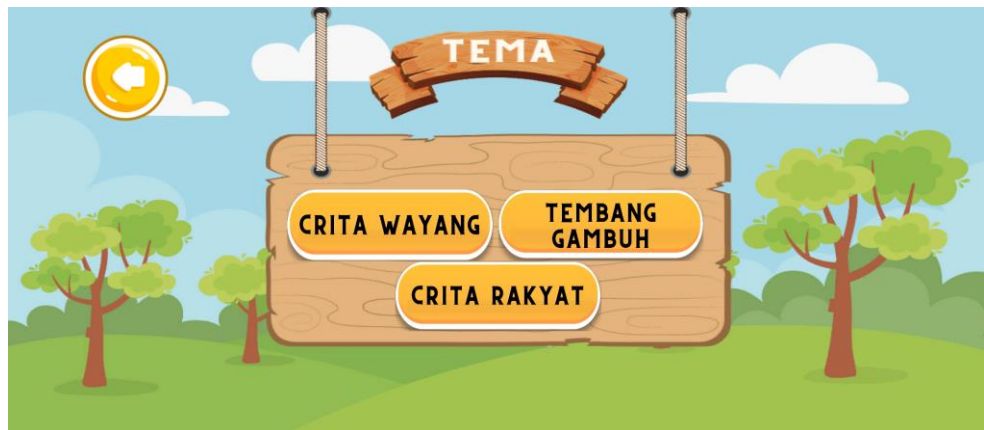 TEMA
CRITA WAYANG
TEMBANG
GAMBUH
CRITA RAKYAT